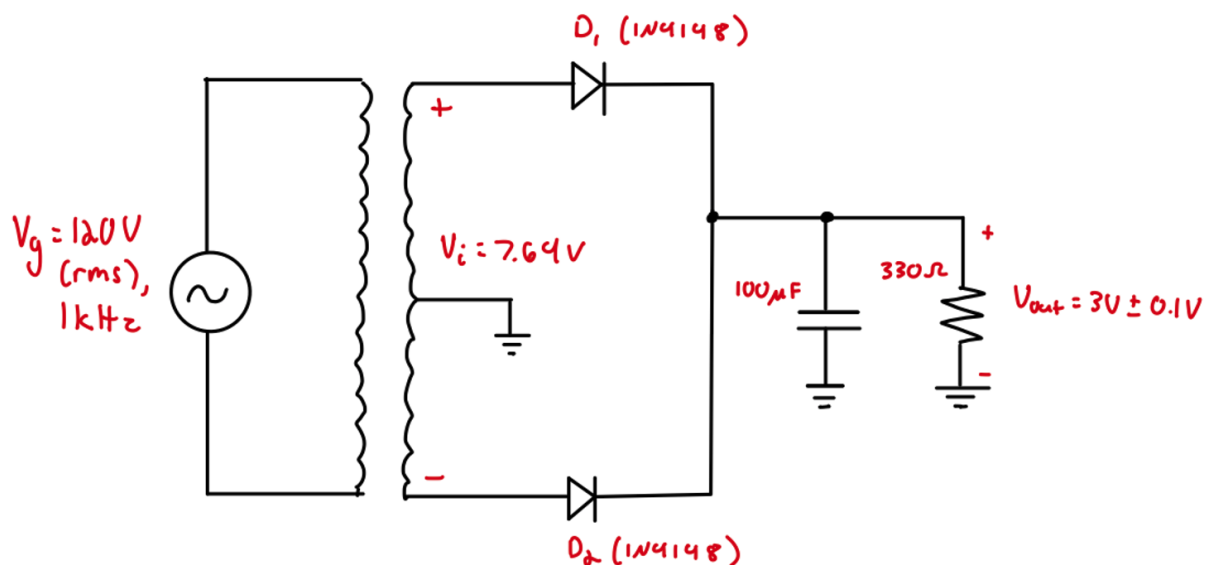 D₁ (1N4148)
+
Vg = 120V
(rms),
1kHz
Vi = 7.64V
100μF
330Ω
+
Vout = 3V ± 0.1V
-
-
D₂ (1N4148)